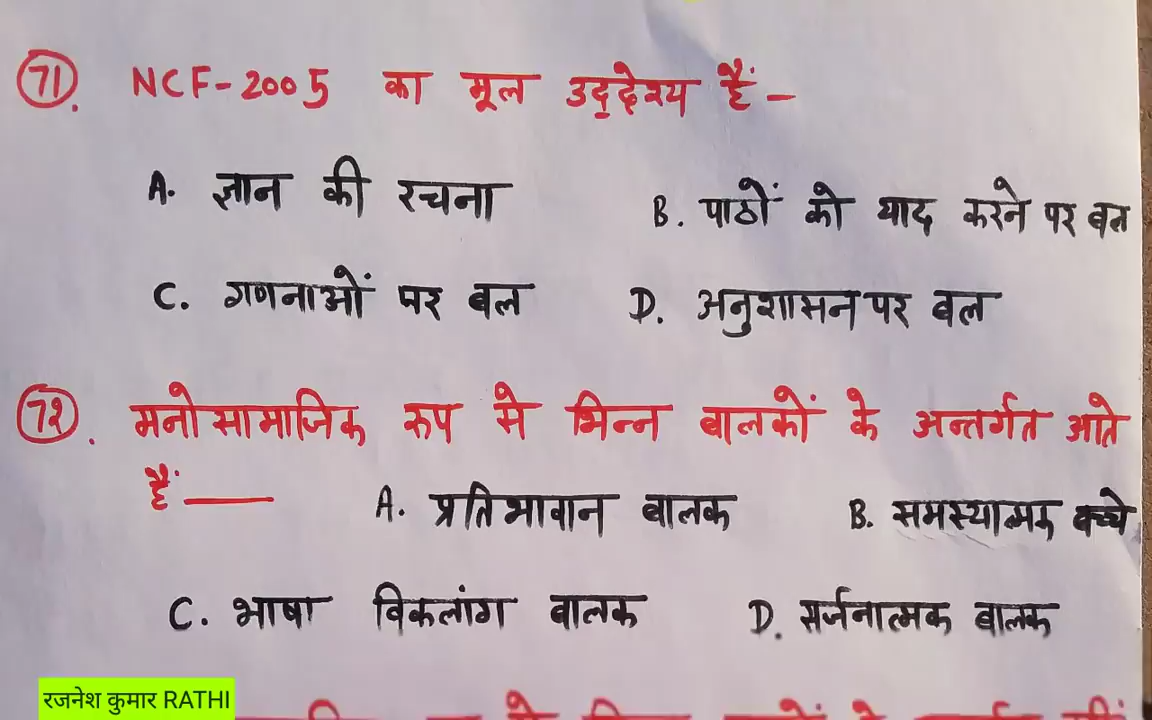 71. NCF-2005 का मूल उद्‌देश्य हैं-
A. ज्ञान की रचना B. पाठों को याद करने पर बल
C. गणनाओं पर बल D. अनुशासन पर बल
72. मनोसामाजिक रूप से भिन्न बालकों के अन्तर्गत आते
हैं — A. प्रतिभावान बालक B. समस्यात्मक बच्चे
C. भाषा विकलांग बालक D. सर्जनात्मक बालक
रजनेश कुमार RATHI